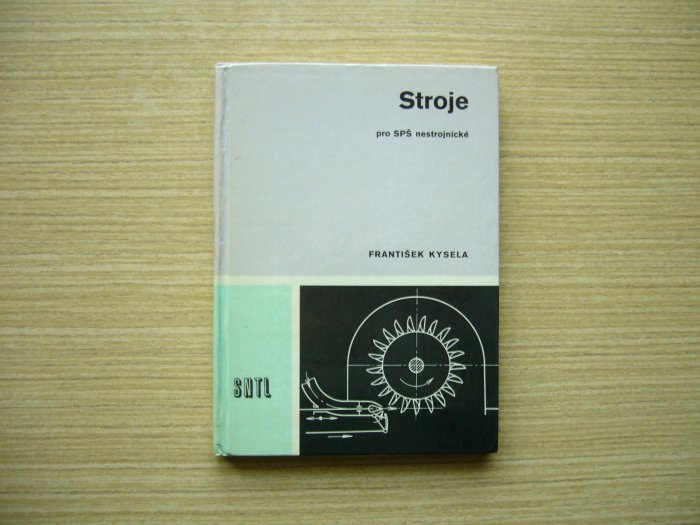 Stroje
pro SPŠ nestrojnické
FRANTIŠEK KYSELA
SNTL